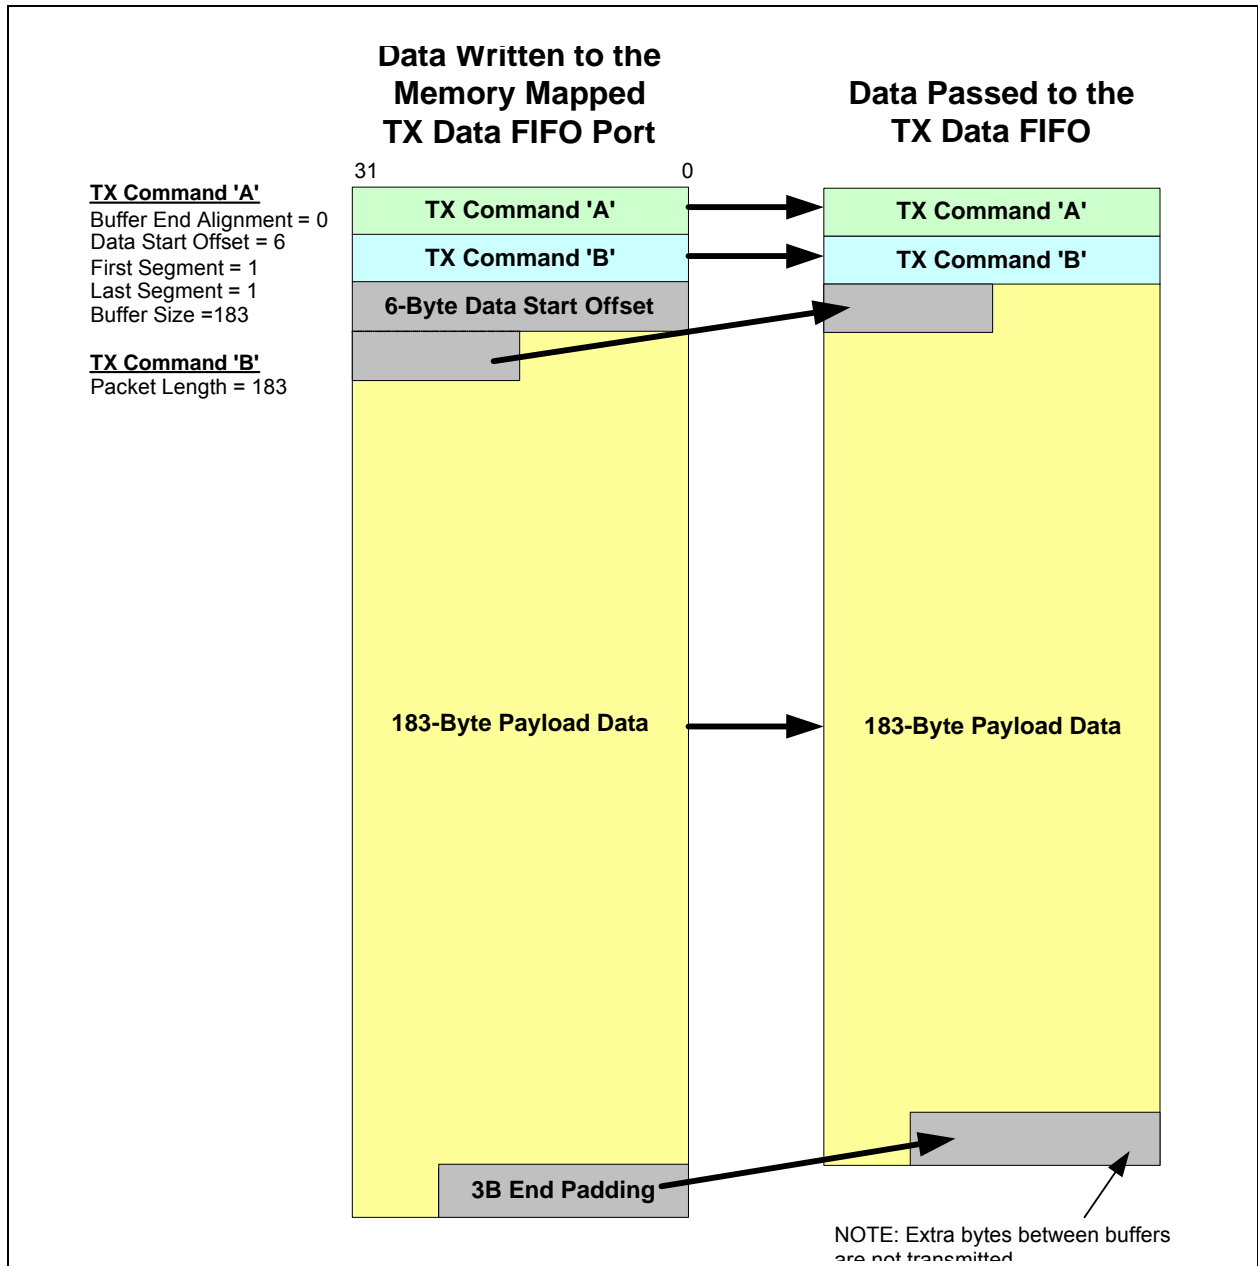 Data Written to the
Memory Mapped
TX Data FIFO Port
Data Passed to the
TX Data FIFO
31
0
TX Command 'A'
Buffer End Alignment = 0
Data Start Offset = 6
First Segment = 1
Last Segment = 1
Buffer Size =183
TX Command 'B'
Packet Length = 183
TX Command 'A'
TX Command 'B'
6-Byte Data Start Offset
183-Byte Payload Data
3B End Padding
TX Command 'A'
TX Command 'B'
183-Byte Payload Data
NOTE: Extra bytes between buffers
are not transmitted